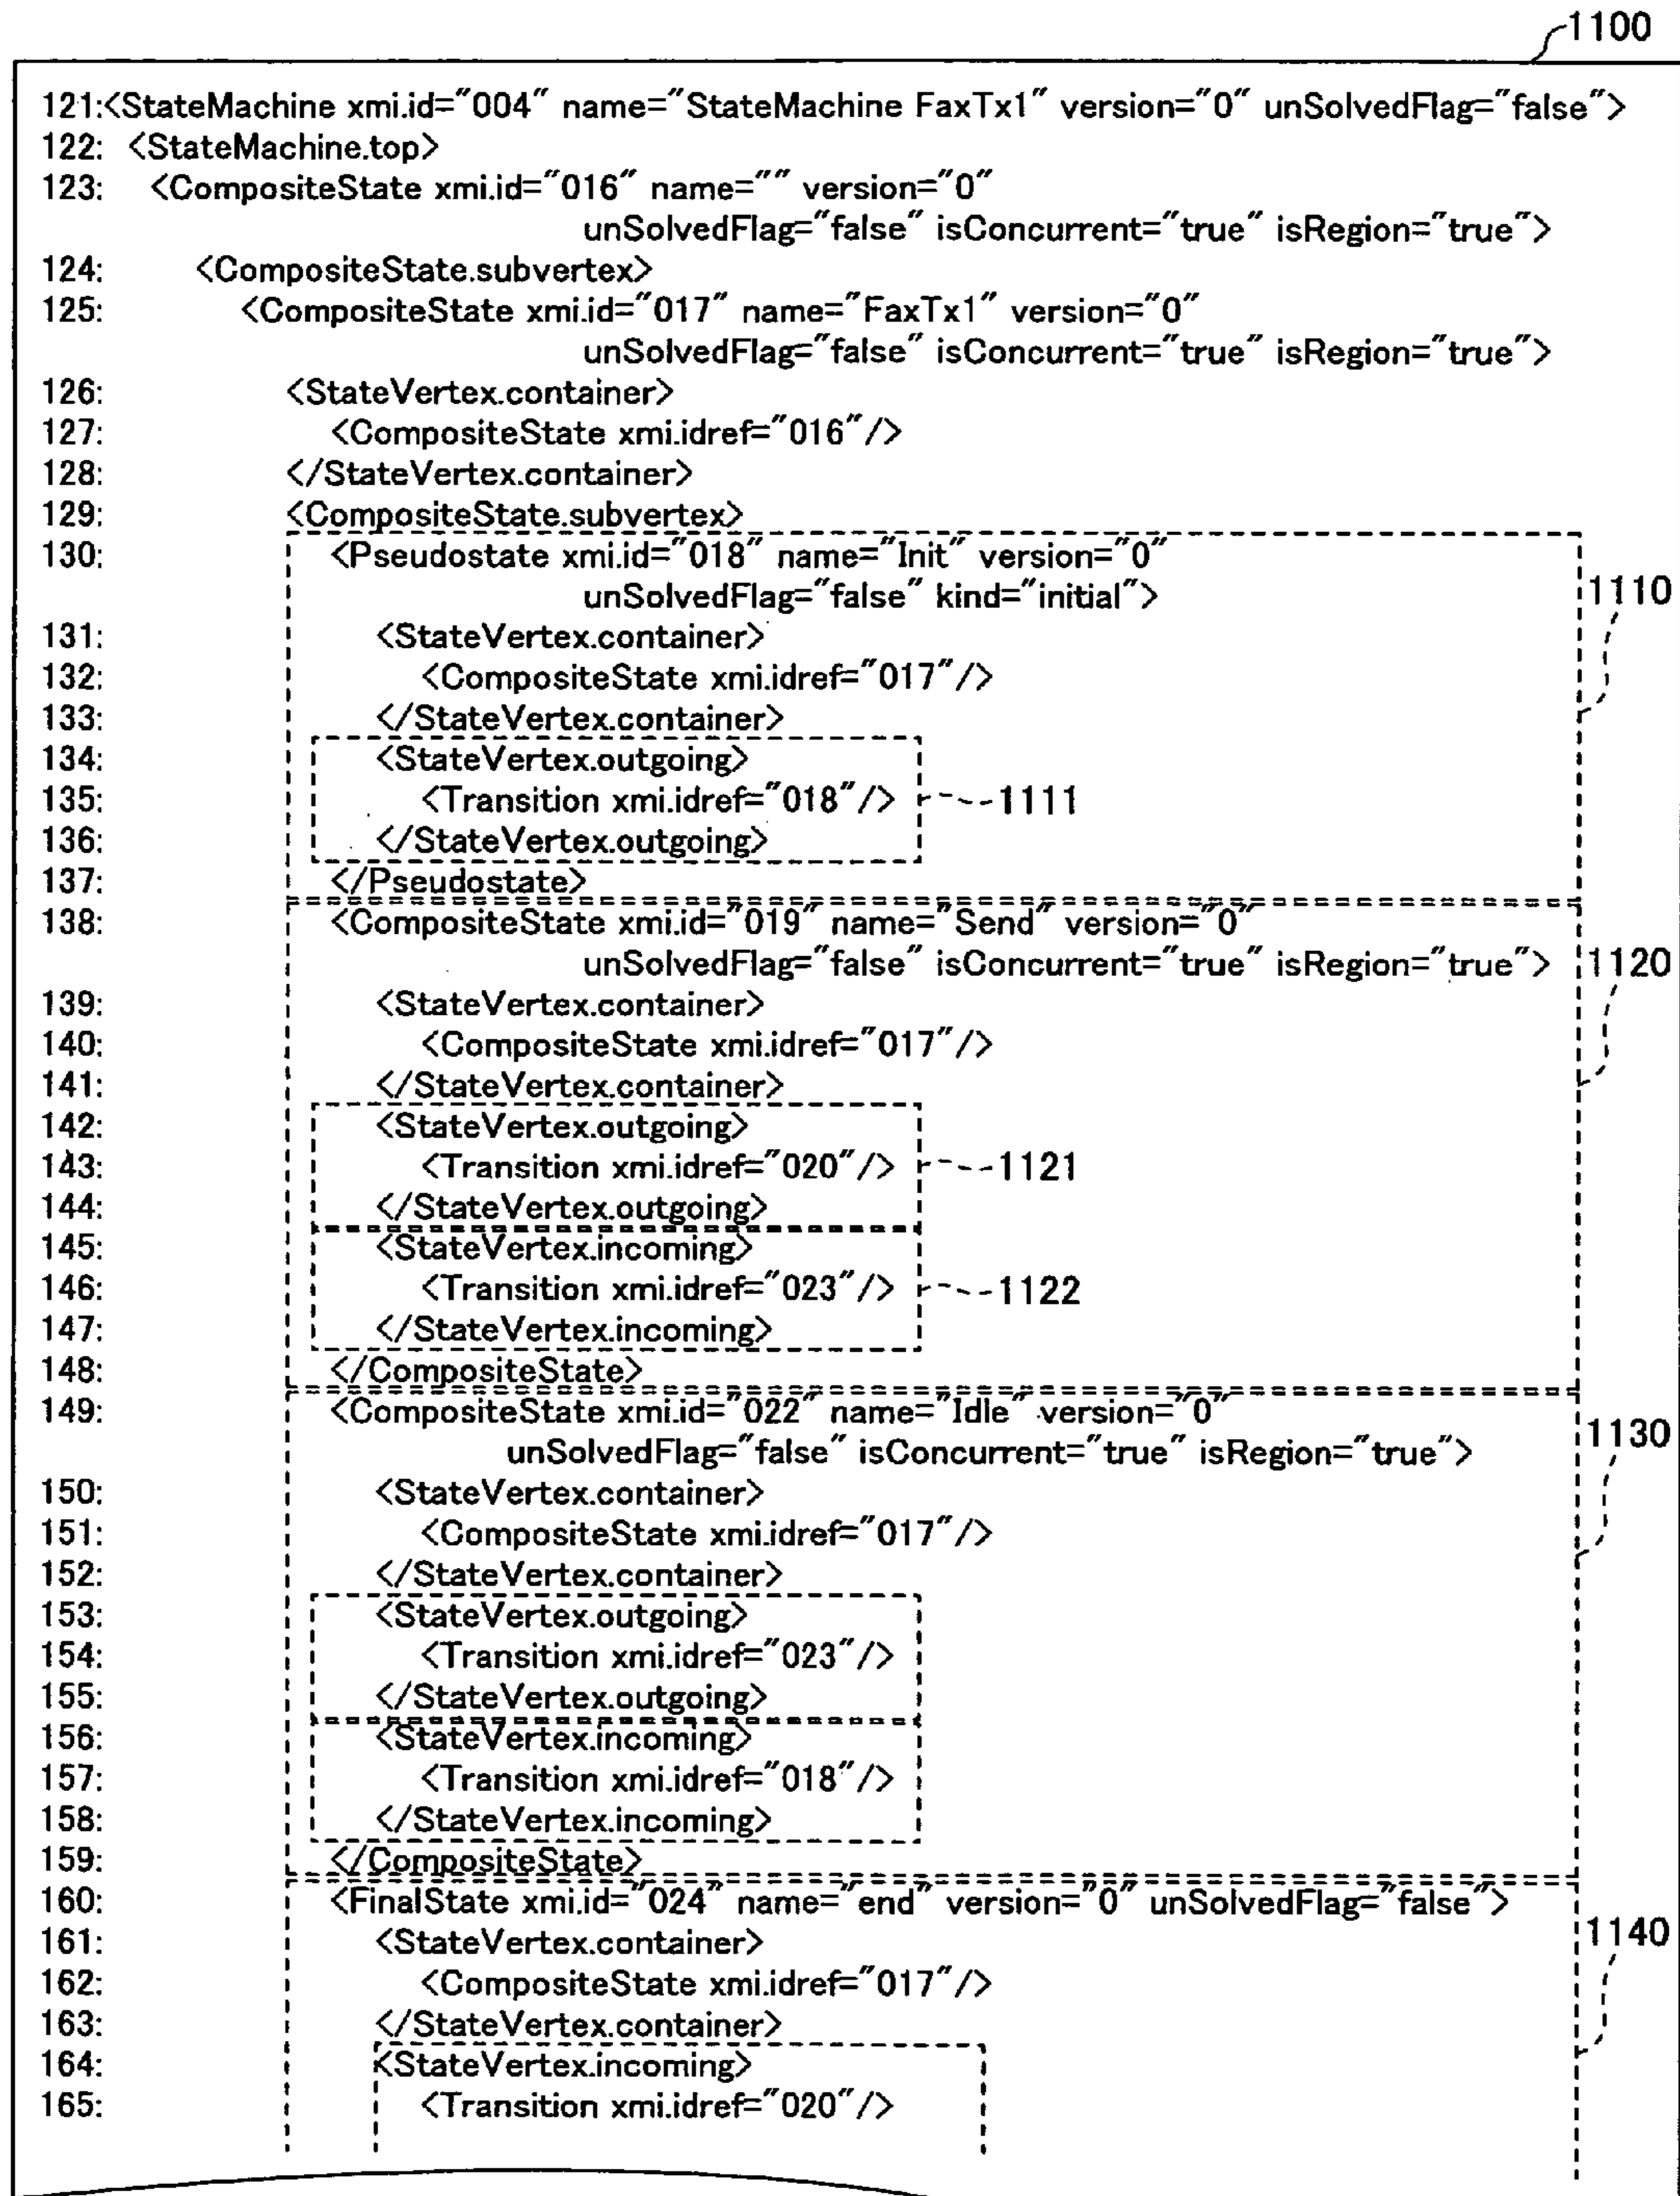 1100
121:<StateMachine xmi.id="004" name="StateMachine FaxTx1" version="0" unSolvedFlag="false">
122: <StateMachine.top>
123: <CompositeState xmi.id="016" name="" version="0"
unSolvedFlag="false" isConcurrent="true" isRegion="true">
124: <CompositeState.subvertex>
125: <CompositeState xmi.id="017" name="FaxTx1" version="0"
unSolvedFlag="false" isConcurrent="true" isRegion="true">
126: <StateVertex.container>
127: <CompositeState xmi.idref="016"/>
128: </StateVertex.container>
129: <CompositeState.subvertex>
130: <Pseudostate xmi.id="018" name="Init" version="0"
unSolvedFlag="false" kind="initial"> 1110
131: <StateVertex.container>
132: <CompositeState xmi.idref="017"/>
133: </StateVertex.container>
134: <StateVertex.outgoing>
135: <Transition xmi.idref="018"/> 1111
136: </StateVertex.outgoing>
137: </Pseudostate>
138: <CompositeState xmi.id="019" name="Send" version="0"
unSolvedFlag="false" isConcurrent="true" isRegion="true"> 1120
139: <StateVertex.container>
140: <CompositeState xmi.idref="017"/>
141: </StateVertex.container>
142: <StateVertex.outgoing>
143: <Transition xmi.idref="020"/> 1121
144: </StateVertex.outgoing>
145: <StateVertex.incoming>
146: <Transition xmi.idref="023"/> 1122
147: </StateVertex.incoming>
148: </CompositeState>
149: <CompositeState xmi.id="022" name="Idle" version="0"
unSolvedFlag="false" isConcurrent="true" isRegion="true"> 1130
150: <StateVertex.container>
151: <CompositeState xmi.idref="017"/>
152: </StateVertex.container>
153: <StateVertex.outgoing>
154: <Transition xmi.idref="023"/>
155: </StateVertex.outgoing>
156: <StateVertex.incoming>
157: <Transition xmi.idref="018"/>
158: </StateVertex.incoming>
159: </CompositeState>
160: <FinalState xmi.id="024" name="end" version="0" unSolvedFlag="false">
161: <StateVertex.container> 1140
162: <CompositeState xmi.idref="017"/>
163: </StateVertex.container>
164: <StateVertex.incoming>
165: <Transition xmi.idref="020"/>